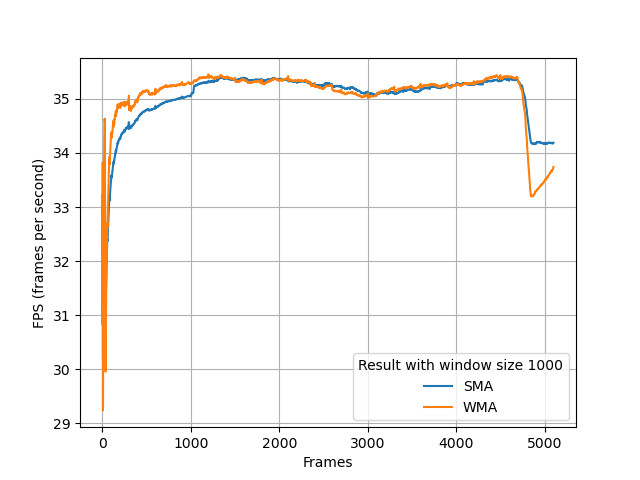 35
34
33
32
31
30
29
FPS (frames per second)
0 1000 2000 3000 4000 5000
Frames
Result with window size 1000
SMA
WMA